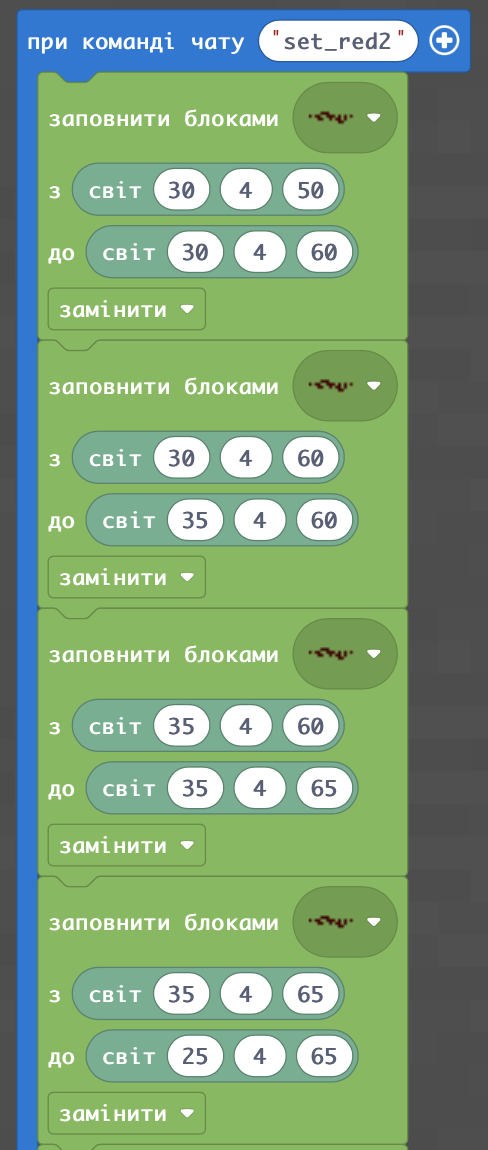 при команді чату "set_red2"
заповнити блоками
з світ 30 4 50
до світ 30 4 60
замінити
заповнити блоками
з світ 30 4 60
до світ 35 4 60
замінити
заповнити блоками
з світ 35 4 60
до світ 35 4 65
замінити
заповнити блоками
з світ 35 4 65
до світ 25 4 65
замінити